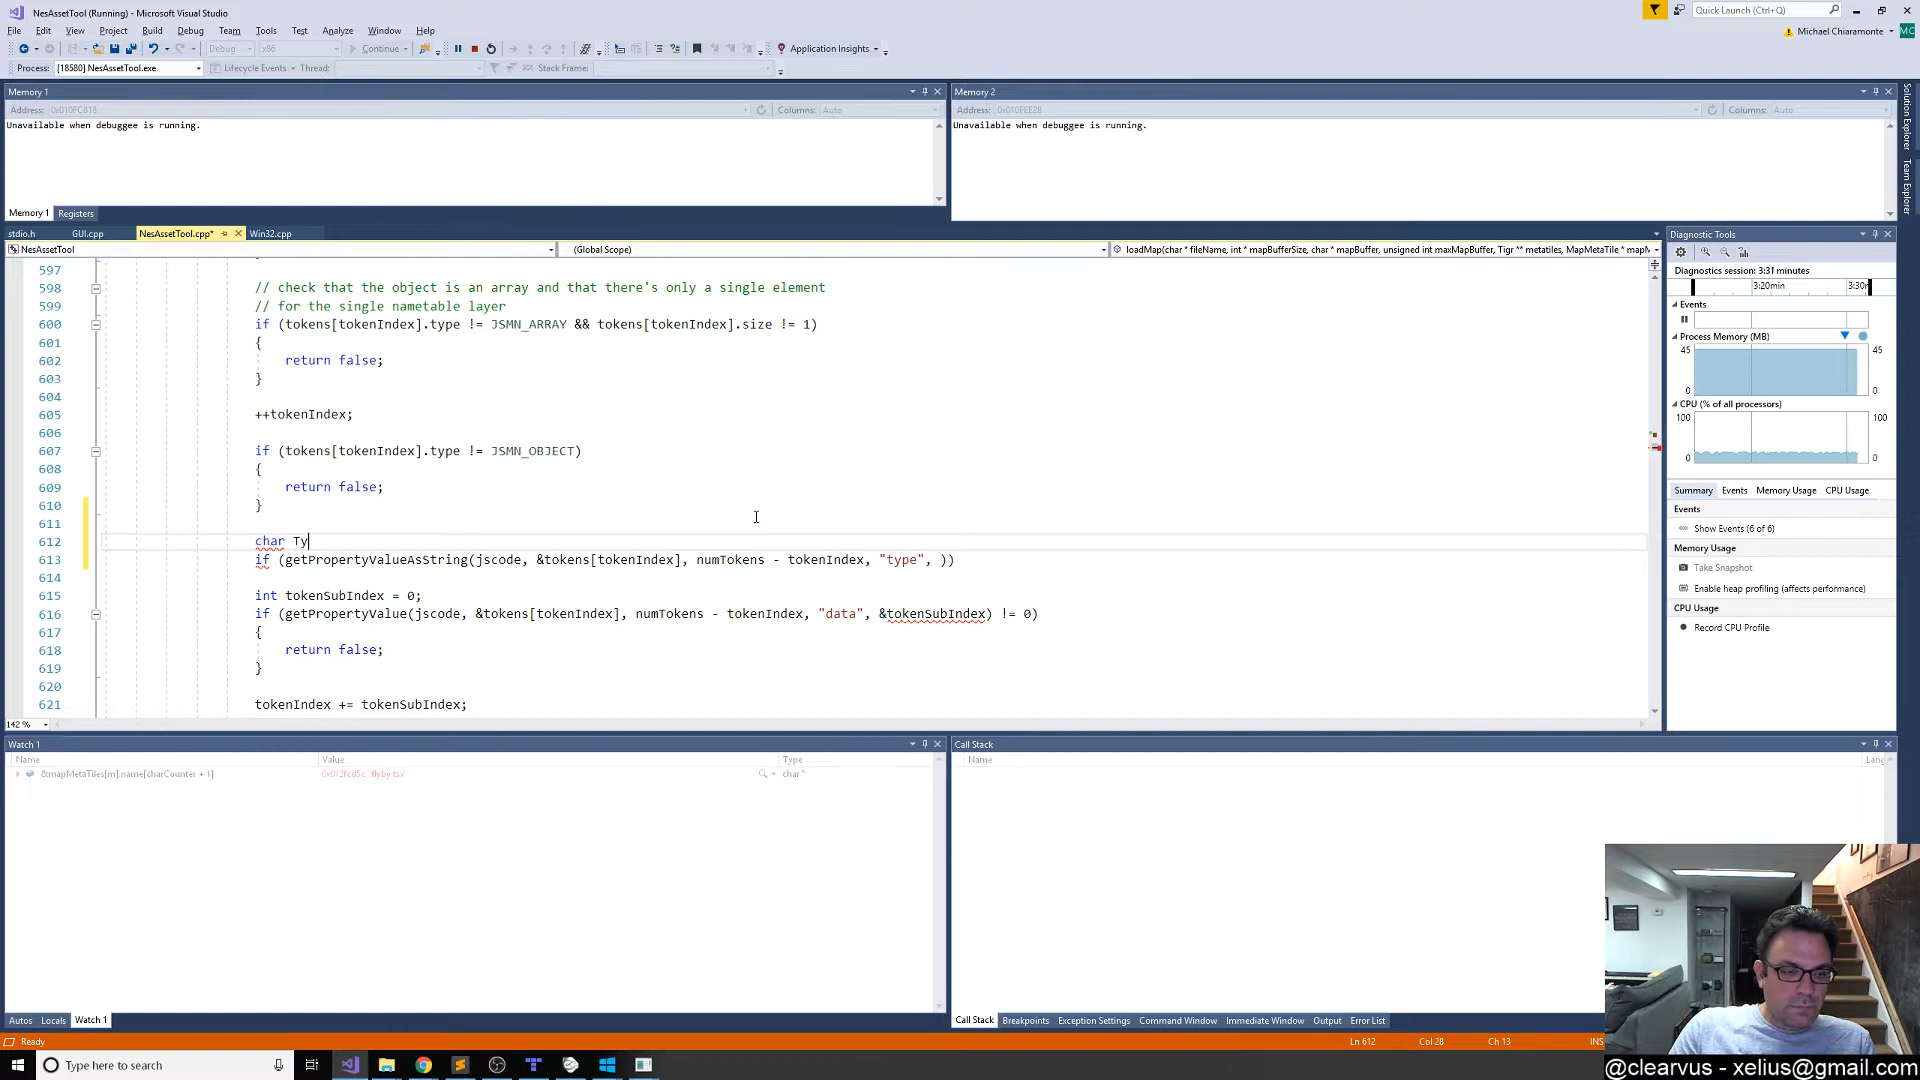 NesAssetTool (Running) - Microsoft Visual Studio
Quick Launch (Ctrl+Q)
File Edit View Project Build Debug Team Tools Test Analyze Window Help
Michael Chiaramonte MC
Debug x86 Continue Application Insights
Process: [18580] NesAssetTool.exe Lifecycle Events Thread: Stack Frame:
Memory 1
Address: 0x010FC818 Columns: Auto
Unavailable when debuggee is running.
Memory 1 Registers
Memory 2
Address: 0x010FEE28 Columns: Auto
Unavailable when debuggee is running.
Solution Explorer
Team Explorer
stdio.h GUI.cpp NesAssetTool.cpp* Win32.cpp
NesAssetTool (Global Scope) loadMap(char * fileName, int * mapBufferSize, char * mapBuffer, unsigned int maxMapBuffer, Tigr ** metatiles, MapMetaTile * mapM
597
598 // check that the object is an array and that there's only a single element
599 // for the single nametable layer
600 if (tokens[tokenIndex].type != JSMN_ARRAY && tokens[tokenIndex].size != 1)
601 {
602 return false;
603 }
604
605 ++tokenIndex;
606
607 if (tokens[tokenIndex].type != JSMN_OBJECT)
608 {
609 return false;
610 }
611
612 char Ty
613 if (getPropertyValueAsString(jscode, &tokens[tokenIndex], numTokens - tokenIndex, "type", ))
614
615 int tokenSubIndex = 0;
616 if (getPropertyValue(jscode, &tokens[tokenIndex], numTokens - tokenIndex, "data", &tokenSubIndex) != 0)
617 {
618 return false;
619 }
620
621 tokenIndex += tokenSubIndex;
142 %
Diagnostic Tools
Diagnostics session: 3:31 minutes
3:20min 3:30r
Events
Process Memory (MB)
45 45
0 0
CPU (% of all processors)
100 100
0 0
Summary Events Memory Usage CPU Usage
Events
Show Events (6 of 6)
Memory Usage
Take Snapshot
Enable heap profiling (affects performance)
CPU Usage
Record CPU Profile
Watch 1
Name Value Type
&mapMetaTiles[m].name[charCounter + 1] 0x012fcd5c "flyby.tsx" char *
Autos Locals Watch 1
Call Stack
Name Lang
Call Stack Breakpoints Exception Settings Command Window Immediate Window Output Error List
Ready Ln 612 Col 28 Ch 13 INS
Type here to search
@clearvus - xelius@gmail.com